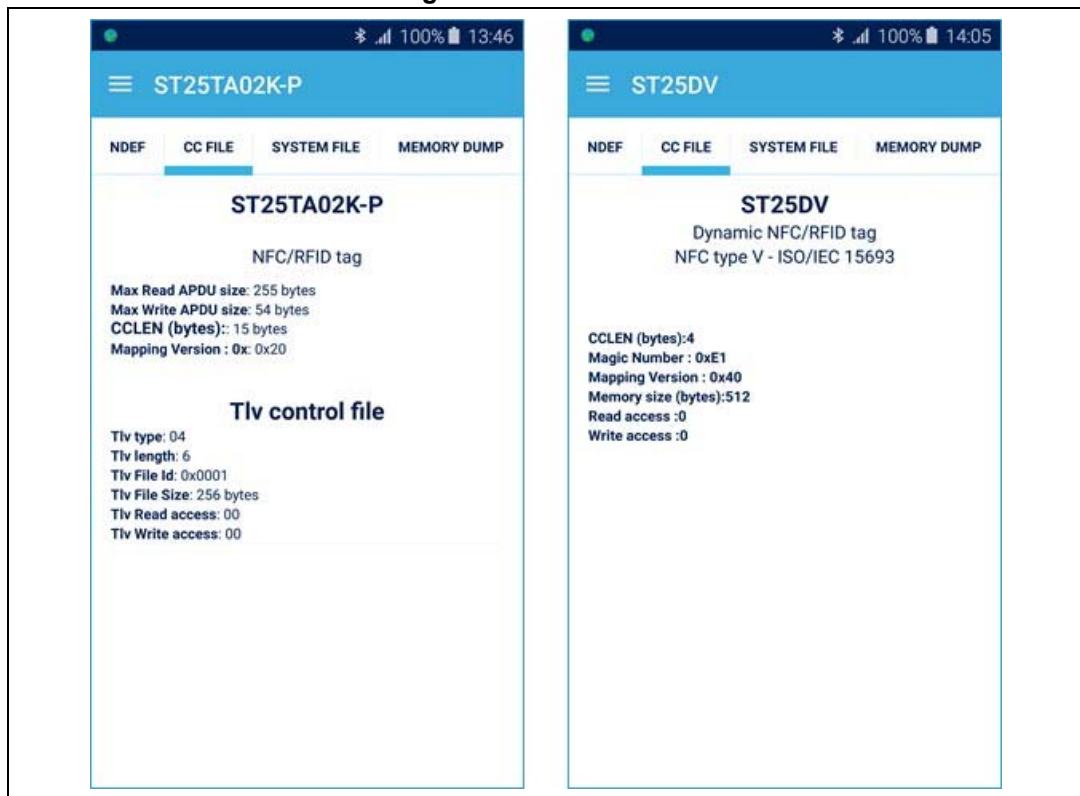 100% 13:46
ST25TA02K-P
NDEF CC FILE SYSTEM FILE MEMORY DUMP
ST25TA02K-P
NFC/RFID tag
Max Read APDU size: 255 bytes
Max Write APDU size: 54 bytes
CCLEN (bytes):: 15 bytes
Mapping Version : 0x: 0x20
Tlv control file
Tlv type: 04
Tlv length: 6
Tlv File Id: 0x0001
Tlv File Size: 256 bytes
Tlv Read access: 00
Tlv Write access: 00
100% 14:05
ST25DV
NDEF CC FILE SYSTEM FILE MEMORY DUMP
ST25DV
Dynamic NFC/RFID tag
NFC type V - ISO/IEC 15693
CCLEN (bytes):4
Magic Number : 0xE1
Mapping Version : 0x40
Memory size (bytes):512
Read access :0
Write access :0